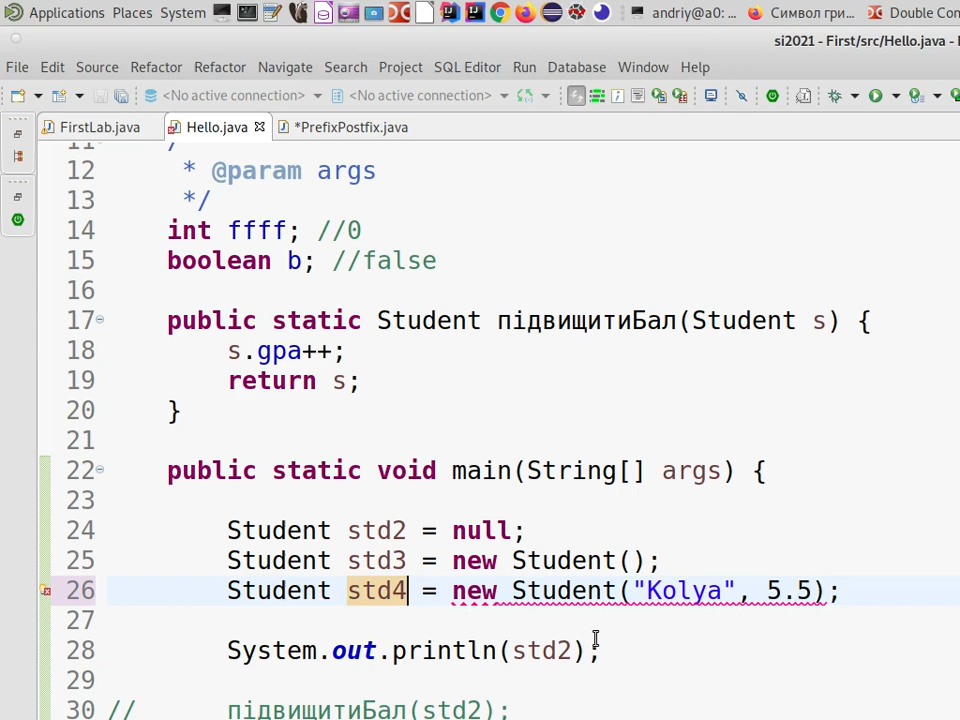 Applications Places System andriy@a0: ... Символ гри... Double Con
si2021 - First/src/Hello.java -
File Edit Source Refactor Refactor Navigate Search Project SQL Editor Run Database Window Help
<No active connection> <No active connection>
FirstLab.java Hello.java *PrefixPostfix.java
11 /
12 * @param args
13 */
14 int ffff; //0
15 boolean b; //false
16
17 public static Student підвищитиБал(Student s) {
18 s.gpa++;
19 return s;
20 }
21
22 public static void main(String[] args) {
23
24 Student std2 = null;
25 Student std3 = new Student();
26 Student std4 = new Student("Kolya", 5.5);
27
28 System.out.println(std2);
29
30 // підвищитиБал(std2);